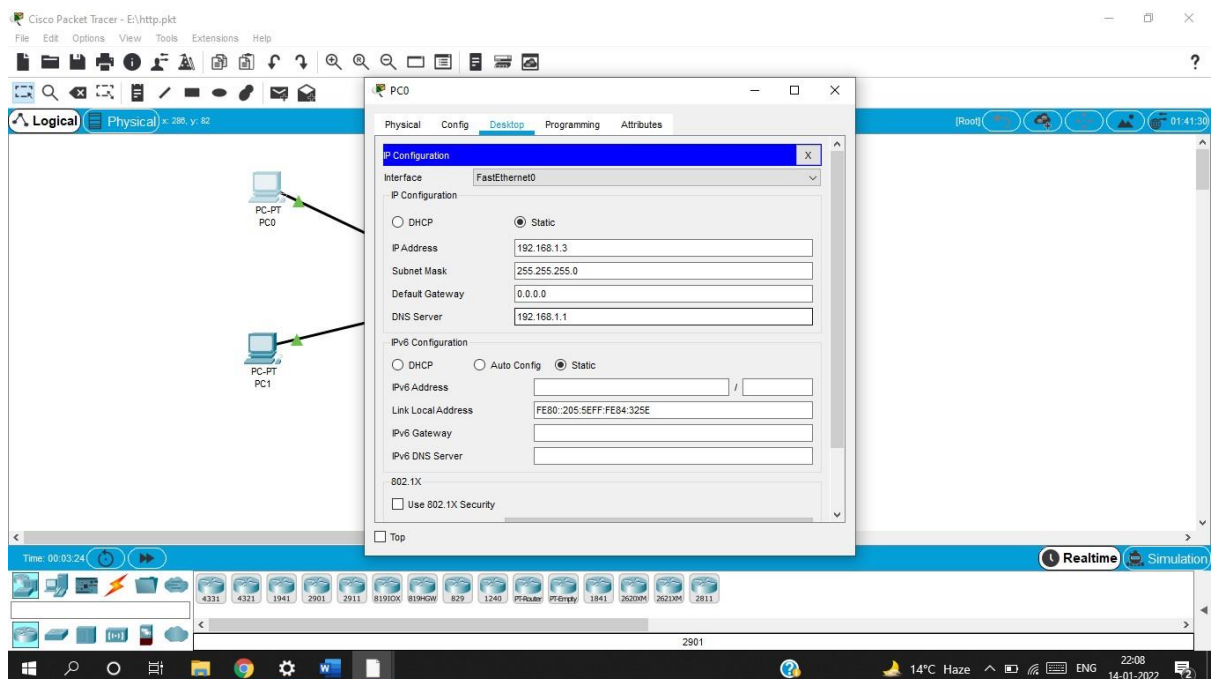 Cisco Packet Tracer - E:\http.pkt
File Edit Options View Tools Extensions Help
?
Logical Physical x: 286, y: 82
[Root] 01:41:30
PC-PT
PC0
PC-PT
PC1
PC0
Physical Config Desktop Programming Attributes
IP Configuration X
Interface FastEthernet0
IP Configuration
DHCP Static
IP Address 192.168.1.3
Subnet Mask 255.255.255.0
Default Gateway 0.0.0.0
DNS Server 192.168.1.1
IPv6 Configuration
DHCP Auto Config Static
IPv6 Address /
Link Local Address FE80::205:5EFF:FE84:325E
IPv6 Gateway
IPv6 DNS Server
802.1X
Use 802.1X Security
Top
Time: 00:03:24 Realtime Simulation
4331 4321 1941 2901 2911 819IOX 819HGW 829 1240 PT-Router PT-Empty 1841 2620XM 2621XM 2811
2901
14°C Haze ENG 22:08
14-01-2022 2